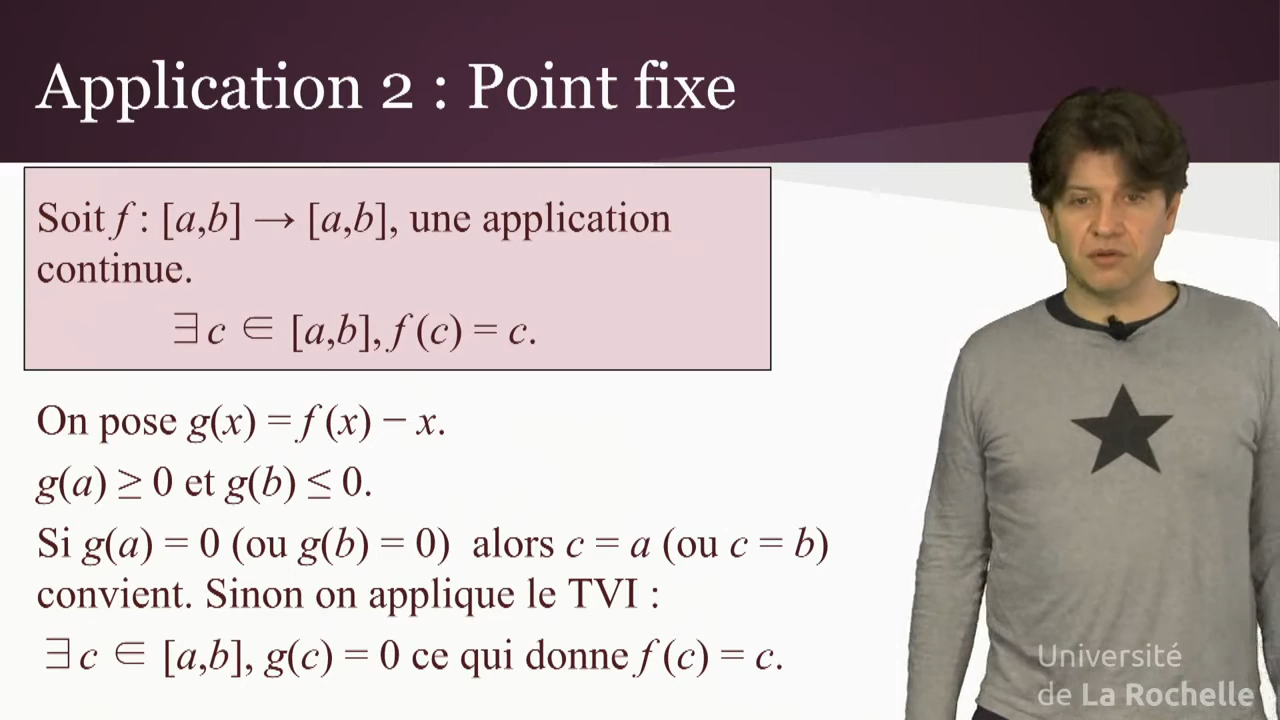 Application 2 : Point fixe
Soit f : [a,b] → [a,b], une application
continue.
∃ c ∈ [a,b], f (c) = c.
On pose g(x) = f (x) − x.
g(a) ≥ 0 et g(b) ≤ 0.
Si g(a) = 0 (ou g(b) = 0) alors c = a (ou c = b)
convient. Sinon on applique le TVI :
∃ c ∈ [a,b], g(c) = 0 ce qui donne f (c) = c.
Université
de La Rochelle